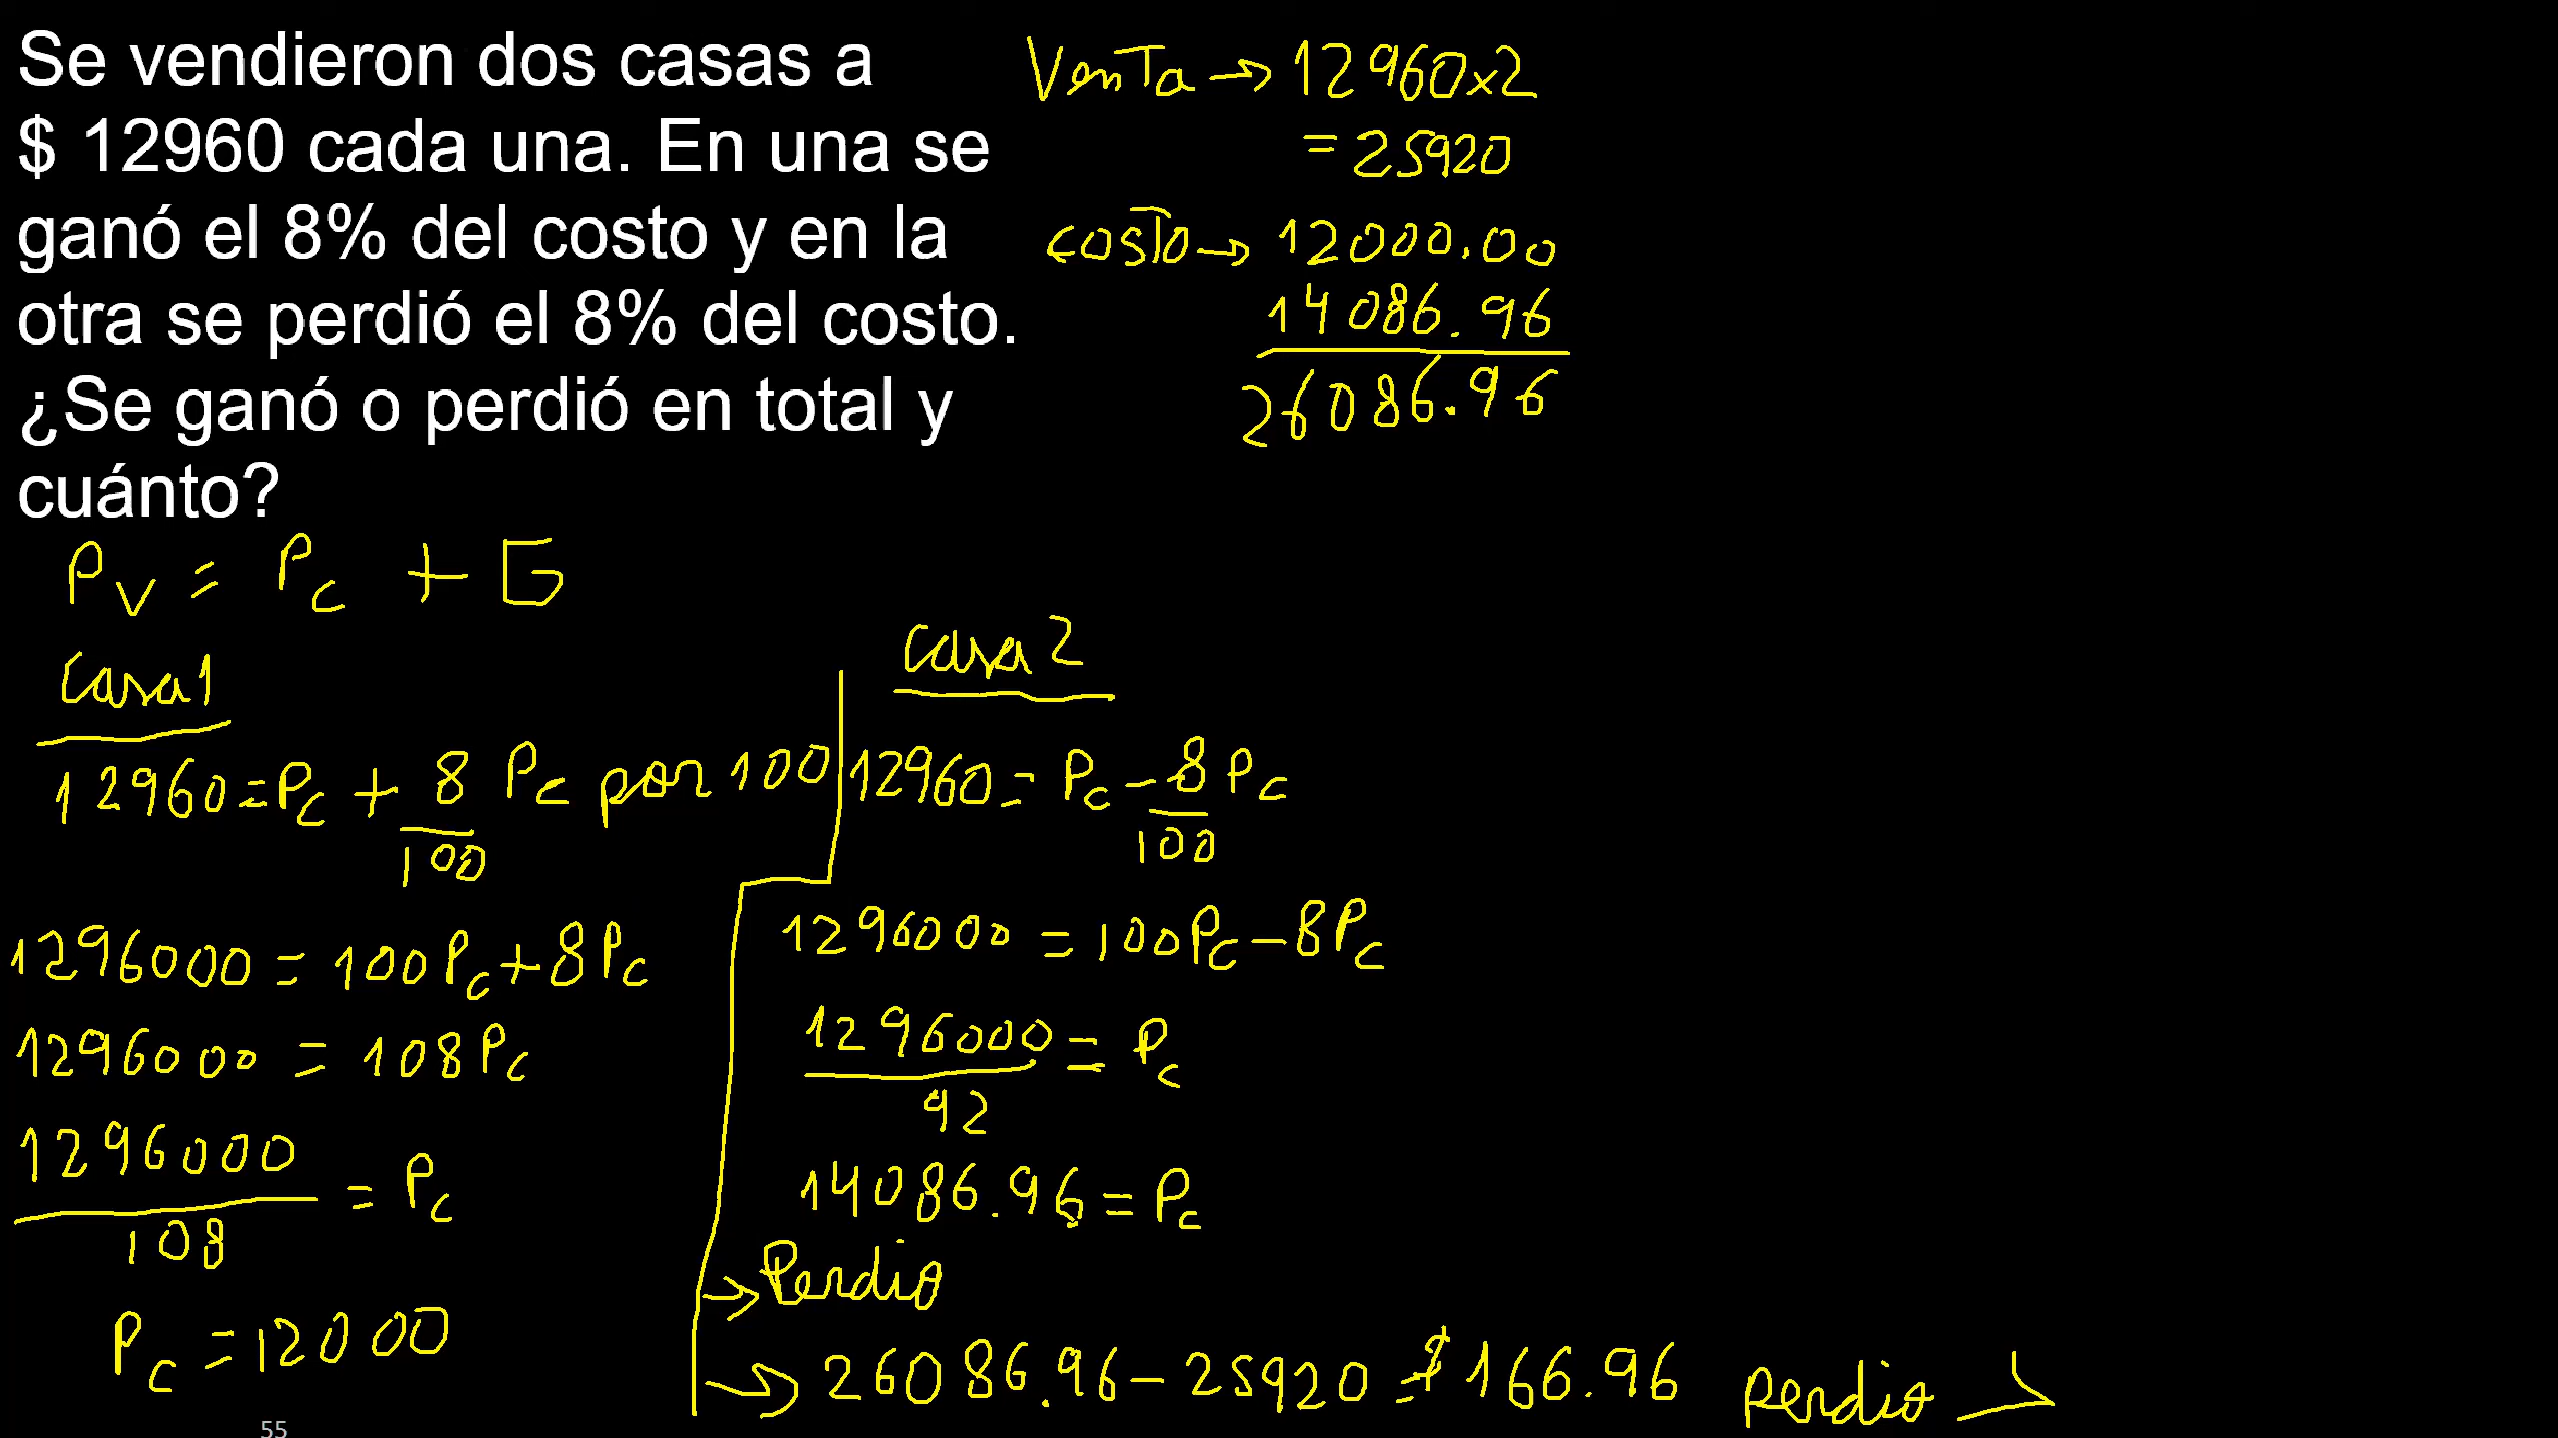 Se vendieron dos casas a
$ 12960 cada una. En una se
ganó el 8% del costo y en la
otra se perdió el 8% del costo.
¿Se ganó o perdió en total y
cuánto?
VenTa → 12960x2
= 25920
cosTo → 12000.00
14086.96
26086.96
Pv = Pc + G
Casa 1
12960 = Pc + 8/100 Pc por 100
1296000 = 100Pc + 8Pc
1296000 = 108Pc
1296000/108 = Pc
Pc = 12000
Casa 2
12960 = Pc - 8/100 Pc
1296000 = 100Pc - 8Pc
1296000/92 = Pc
14086.96 = Pc
→ Perdio
→ 26086.96 - 25920 = $166.96 perdio →
55